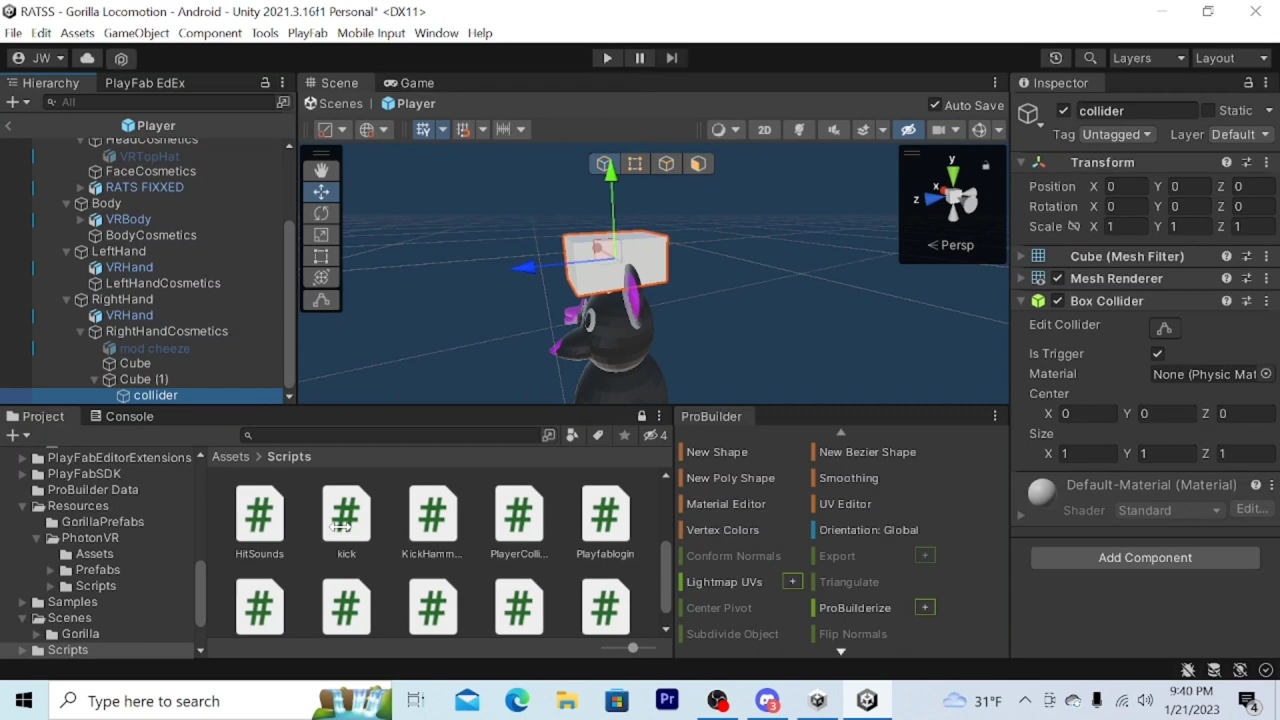 RATSS - Gorilla Locomotion - Android - Unity 2021.3.16f1 Personal* <DX11>
File Edit Assets GameObject Component Tools PlayFab Mobile Input Window Help
JW Layers Layout
Hierarchy PlayFab EdEx
All
Player
HeadCosmetics
VRTopHat
FaceCosmetics
RATS FIXXED
Body
VRBody
BodyCosmetics
LeftHand
VRHand
LeftHandCosmetics
RightHand
VRHand
RightHandCosmetics
mod cheeze
Cube
Cube (1)
collider
Scene Game
Scenes Player Auto Save
2D
y
x
z
Persp
Inspector
collider Static
Tag Untagged Layer Default
Transform
Position X 0 Y 0 Z 0
Rotation X 0 Y 0 Z 0
Scale X 1 Y 1 Z 1
Cube (Mesh Filter)
Mesh Renderer
Box Collider
Edit Collider
Is Trigger
Material None (Physic Mat
Center
X 0 Y 0 Z 0
Size
X 1 Y 1 Z 1
Default-Material (Material)
Shader Standard Edit...
Add Component
Project Console
4
PlayFabEditorExtensions
PlayFabSDK
ProBuilder Data
Resources
GorillaPrefabs
PhotonVR
Assets
Prefabs
Scripts
Samples
Scenes
Gorilla
Scripts
Assets > Scripts
# # # # #
HitSounds kick KickHamm... PlayerColli... Playfablogin
# # # # #
ProBuilder
New Shape New Bezier Shape
New Poly Shape Smoothing
Material Editor UV Editor
Vertex Colors Orientation: Global
Conform Normals Export +
Lightmap UVs + Triangulate
Center Pivot ProBuilderize +
Subdivide Object Flip Normals
Type here to search
Pr
3
31°F
9:40 PM
1/21/2023
4